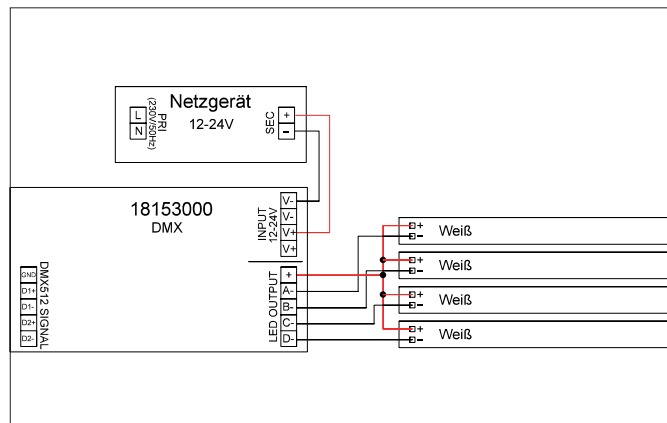 Netzgerät
12-24V
L
N
PRI
(230V/50Hz)
SEC
+
−
18153000
DMX
INPUT
12-24V
V-
V-
V+
V+
DMX512 SIGNAL
GND
D1+
D1-
D2+
D2-
LED OUTPUT
+
A-
B-
C-
D-
+
− Weiß
+
− Weiß
+
− Weiß
+
− Weiß